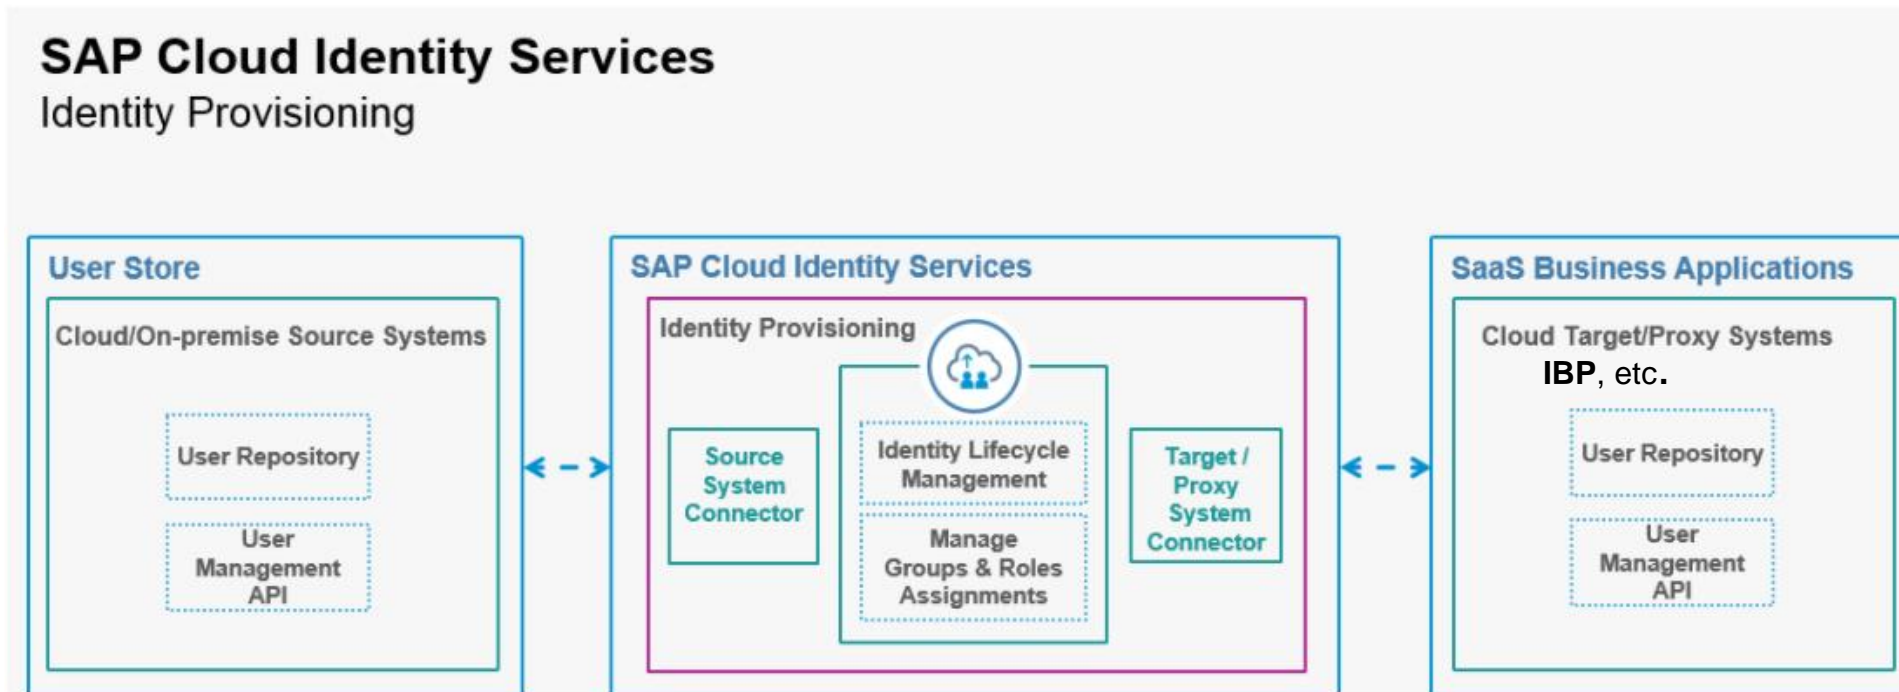 SAP Cloud Identity Services
Identity Provisioning
User Store
Cloud/On-premise Source Systems
User Repository
User
Management
API
SAP Cloud Identity Services
Identity Provisioning
Source
System
Connector
Identity Lifecycle
Management
Manage
Groups & Roles
Assignments
Target /
Proxy
System
Connector
SaaS Business Applications
Cloud Target/Proxy Systems
IBP, etc.
User Repository
User
Management
API